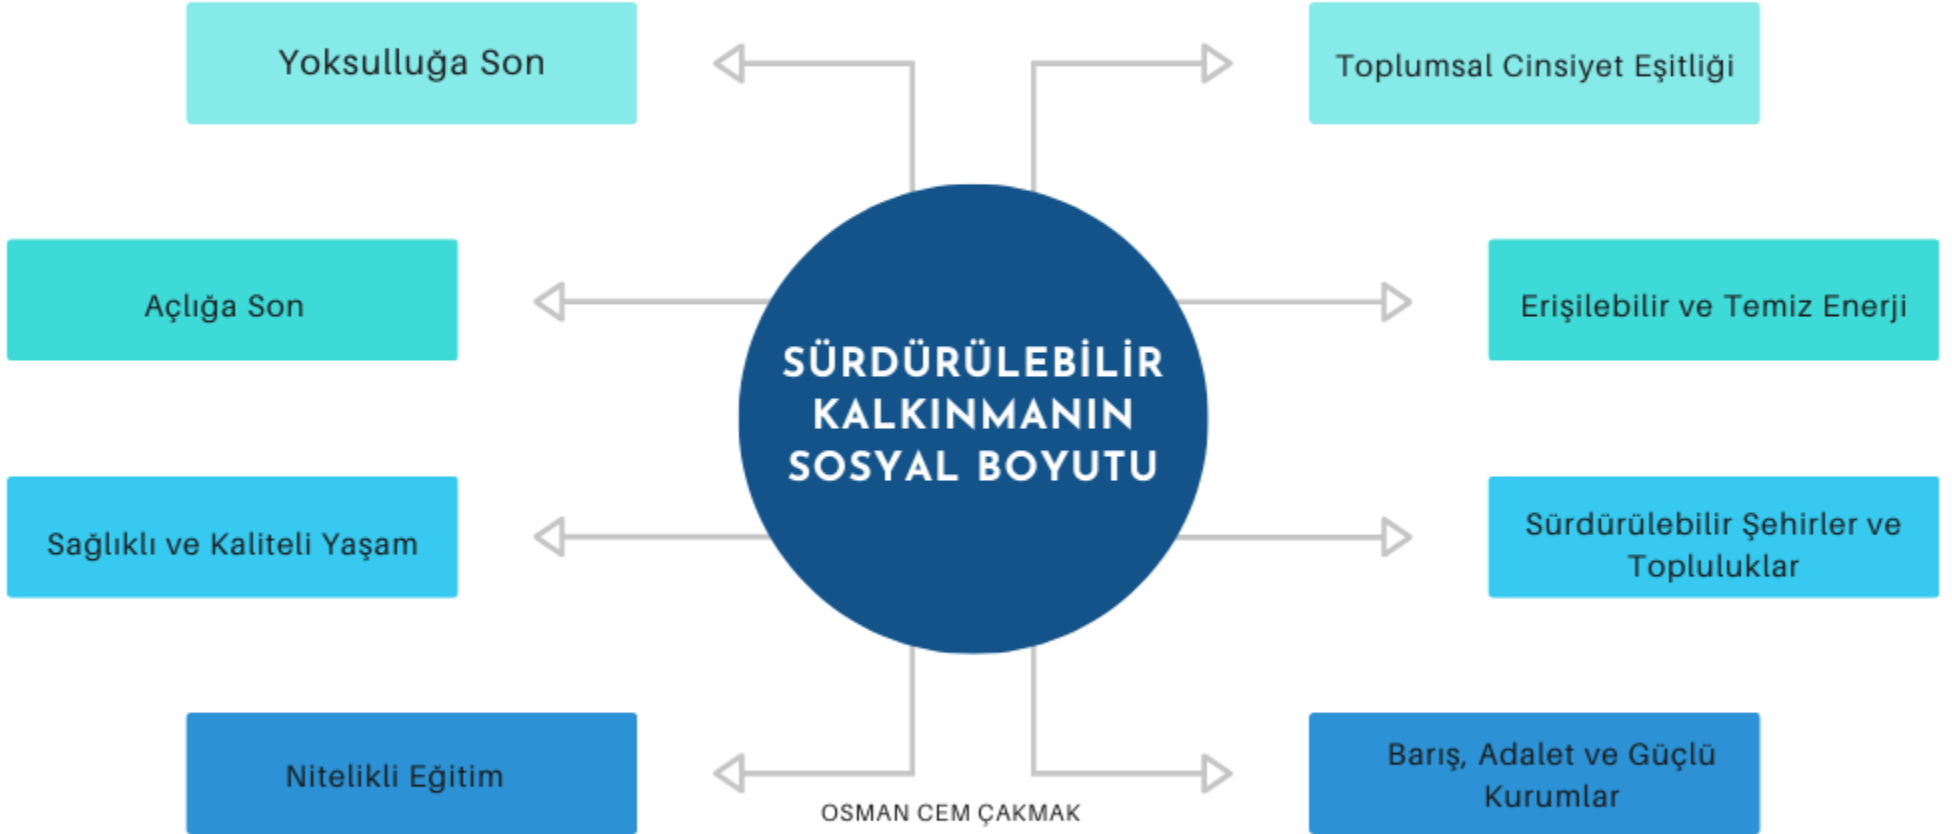 Yoksulluğa Son
Toplumsal Cinsiyet Eşitliği
Açlığa Son
Erişilebilir ve Temiz Enerji
SÜRDÜRÜLEBİLİR
KALKINMANIN
SOSYAL BOYUTU
Sağlıklı ve Kaliteli Yaşam
Sürdürülebilir Şehirler ve
Topluluklar
Nitelikli Eğitim
Barış, Adalet ve Güçlü
Kurumlar
OSMAN CEM ÇAKMAK